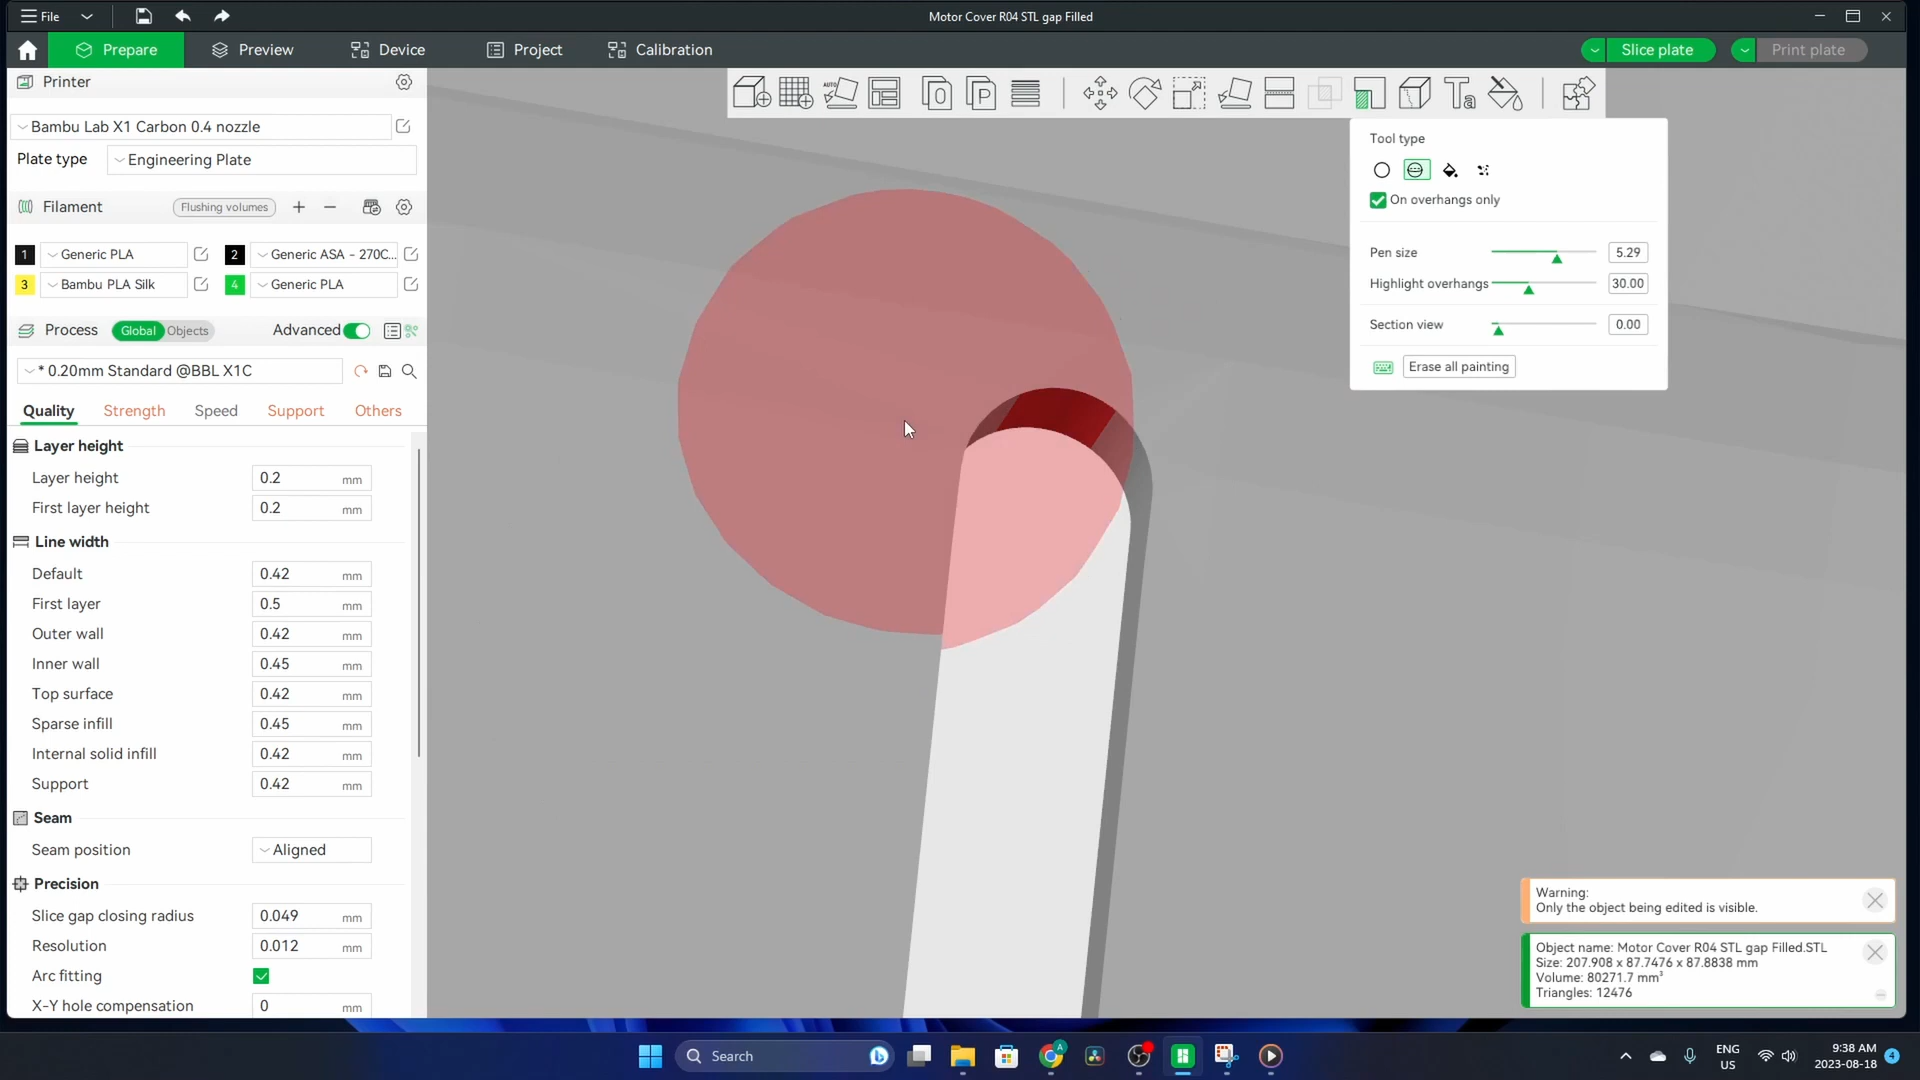 File
Motor Cover R04 STL gap Filled
Prepare
Preview
Device
Project
Calibration
Slice plate
Print plate
Printer
Bambu Lab X1 Carbon 0.4 nozzle
Plate type
Engineering Plate
Filament
Flushing volumes
1 Generic PLA
2 Generic ASA - 270C...
3 Bambu PLA Silk
4 Generic PLA
Process
Global
Objects
Advanced
* 0.20mm Standard @BBL X1C
Quality
Strength
Speed
Support
Others
Layer height
Layer height 0.2 mm
First layer height 0.2 mm
Line width
Default 0.42 mm
First layer 0.5 mm
Outer wall 0.42 mm
Inner wall 0.45 mm
Top surface 0.42 mm
Sparse infill 0.45 mm
Internal solid infill 0.42 mm
Support 0.42 mm
Seam
Seam position Aligned
Precision
Slice gap closing radius 0.049 mm
Resolution 0.012 mm
Arc fitting
X-Y hole compensation 0 mm
AUTO
O
P
Ta
Tool type
On overhangs only
Pen size 5.29
Highlight overhangs 30.00
Section view 0.00
Erase all painting
Warning:
Only the object being edited is visible.
Object name: Motor Cover R04 STL gap Filled.STL
Size: 207.908 x 87.7476 x 87.8838 mm
Volume: 80271.7 mm³
Triangles: 12476
Search
A
ENG
US
9:38 AM
2023-08-18
4